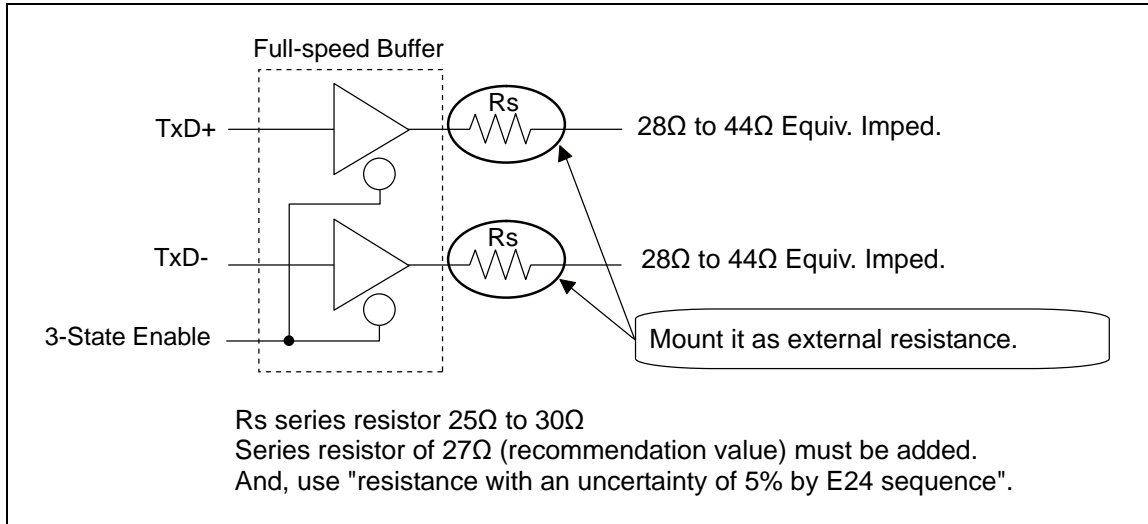 Full-speed Buffer
TxD+
Rs
28Ω to 44Ω Equiv. Imped.
TxD-
Rs
28Ω to 44Ω Equiv. Imped.
3-State Enable
Mount it as external resistance.
Rs series resistor 25Ω to 30Ω
Series resistor of 27Ω (recommendation value) must be added.
And, use "resistance with an uncertainty of 5% by E24 sequence".